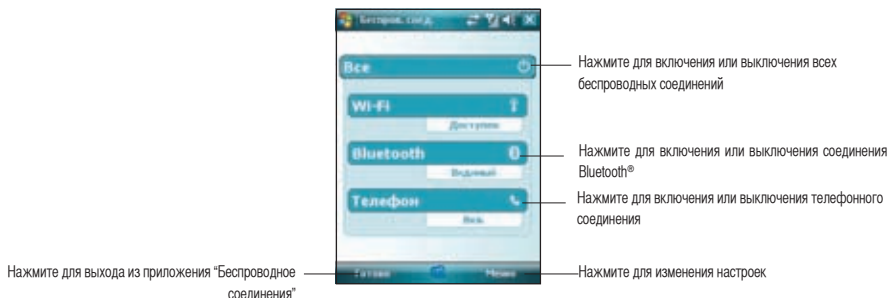 Беспров. соед.
Все
Нажмите для включения или выключения всех
беспроводных соединений
Wi-Fi
Доступен
Bluetooth
Нажмите для включения или выключения соединения
Bluetooth®
Видимый
Телефон
Нажмите для включения или выключения телефонного
соединения
Вкл.
Нажмите для выхода из приложения “Беспроводное
соединения”
Готово
Меню
Нажмите для изменения настроек